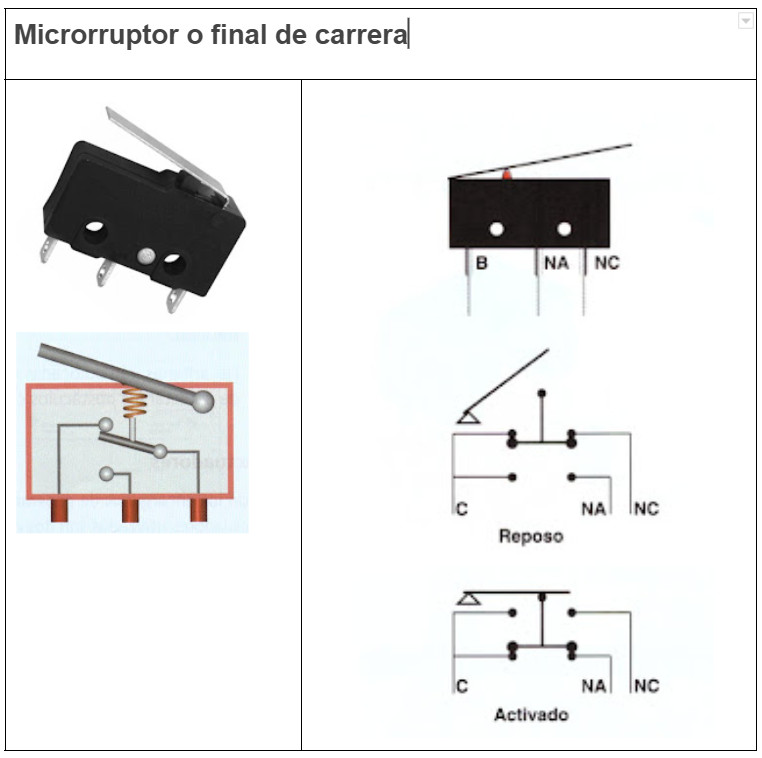 Microrruptor o final de carrera
B NA NC
C NA NC
Reposo
C NA NC
Activado